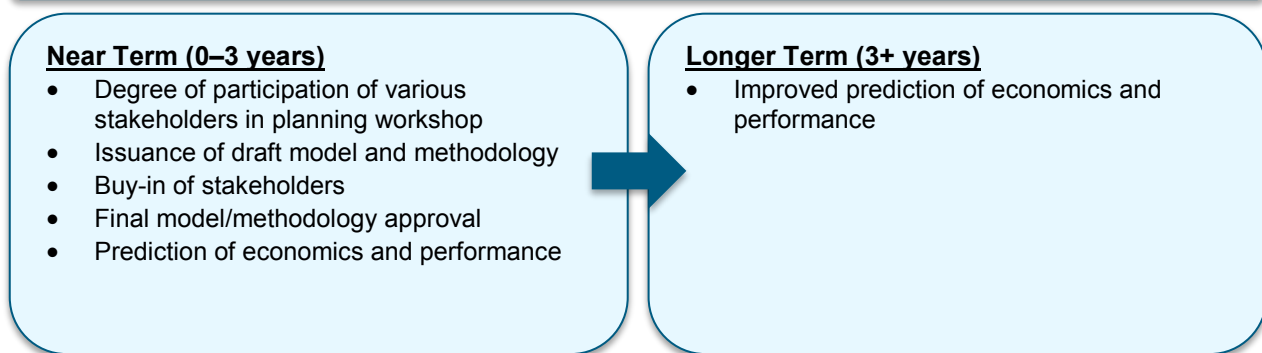 Near Term (0–3 years)
• Degree of participation of various
stakeholders in planning workshop
• Issuance of draft model and methodology
• Buy-in of stakeholders
• Final model/methodology approval
• Prediction of economics and performance
Longer Term (3+ years)
• Improved prediction of economics and
performance